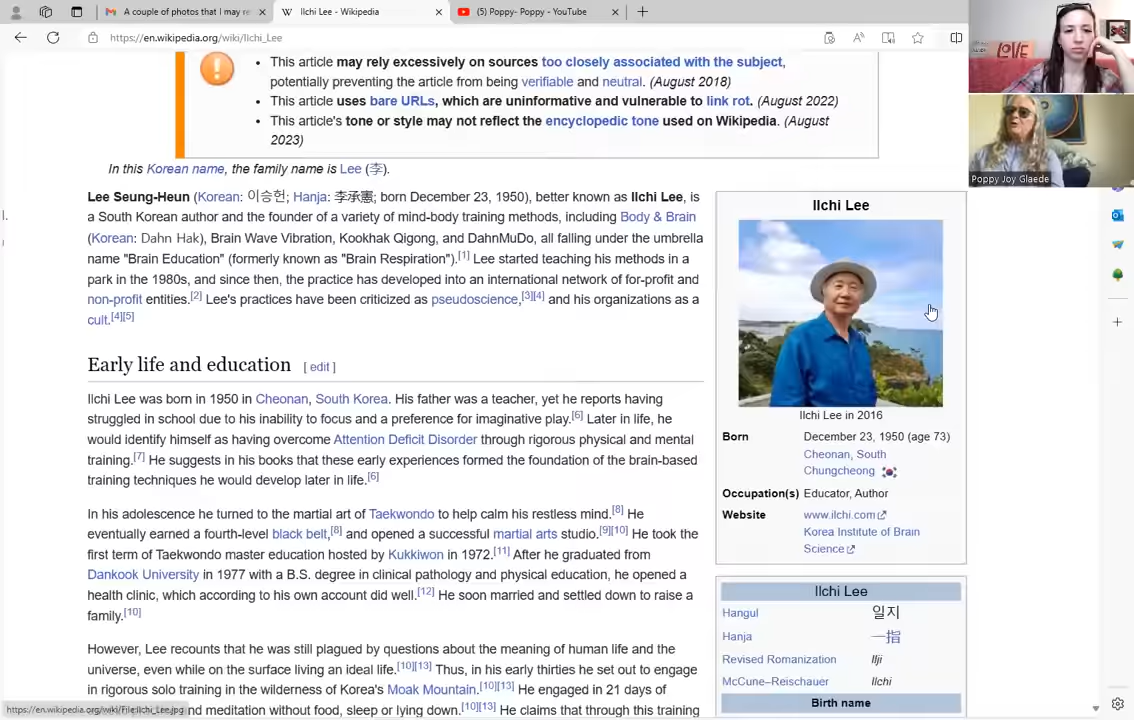 A couple of photos that I may re
Ilchi Lee - Wikipedia
(5) Poppy- Poppy - YouTube
https://en.wikipedia.org/wiki/Ilchi_Lee
LOVE
Poppy Joy Glaede
• This article may rely excessively on sources too closely associated with the subject,
potentially preventing the article from being verifiable and neutral. (August 2018)
• This article uses bare URLs, which are uninformative and vulnerable to link rot. (August 2022)
• This article's tone or style may not reflect the encyclopedic tone used on Wikipedia. (August
2023)
In this Korean name, the family name is Lee (李).
Lee Seung-Heun (Korean: 이승헌; Hanja: 李承憲; born December 23, 1950), better known as Ilchi Lee, is
a South Korean author and the founder of a variety of mind-body training methods, including Body & Brain
(Korean: Dahn Hak), Brain Wave Vibration, Kookhak Qigong, and DahnMuDo, all falling under the umbrella
name "Brain Education" (formerly known as "Brain Respiration").[1] Lee started teaching his methods in a
park in the 1980s, and since then, the practice has developed into an international network of for-profit and
non-profit entities.[2] Lee's practices have been criticized as pseudoscience,[3][4] and his organizations as a
cult.[4][5]
Early life and education [ edit ]
Ilchi Lee was born in 1950 in Cheonan, South Korea. His father was a teacher, yet he reports having
struggled in school due to his inability to focus and a preference for imaginative play.[6] Later in life, he
would identify himself as having overcome Attention Deficit Disorder through rigorous physical and mental
training.[7] He suggests in his books that these early experiences formed the foundation of the brain-based
training techniques he would develop later in life.[6]
In his adolescence he turned to the martial art of Taekwondo to help calm his restless mind.[8] He
eventually earned a fourth-level black belt,[8] and opened a successful martial arts studio.[9][10] He took the
first term of Taekwondo master education hosted by Kukkiwon in 1972.[11] After he graduated from
Dankook University in 1977 with a B.S. degree in clinical pathology and physical education, he opened a
health clinic, which according to his own account did well.[12] He soon married and settled down to raise a
family.[10]
However, Lee recounts that he was still plagued by questions about the meaning of human life and the
universe, even while on the surface living an ideal life.[10][13] Thus, in his early thirties he set out to engage
in rigorous solo training in the wilderness of Korea's Moak Mountain.[10][13] He engaged in 21 days of
nd meditation without food, sleep or lying down.[10][13] He claims that through this training
https://en.wikipedia.org/wiki/File:Ilchi_Lee.jpg
Ilchi Lee
Ilchi Lee in 2016
Born December 23, 1950 (age 73)
Cheonan, South
Chungcheong
Occupation(s) Educator, Author
Website www.ilchi.com
Korea Institute of Brain
Science
Ilchi Lee
Hangul 일지
Hanja 一指
Revised Romanization Ilji
McCune–Reischauer Ilchi
Birth name